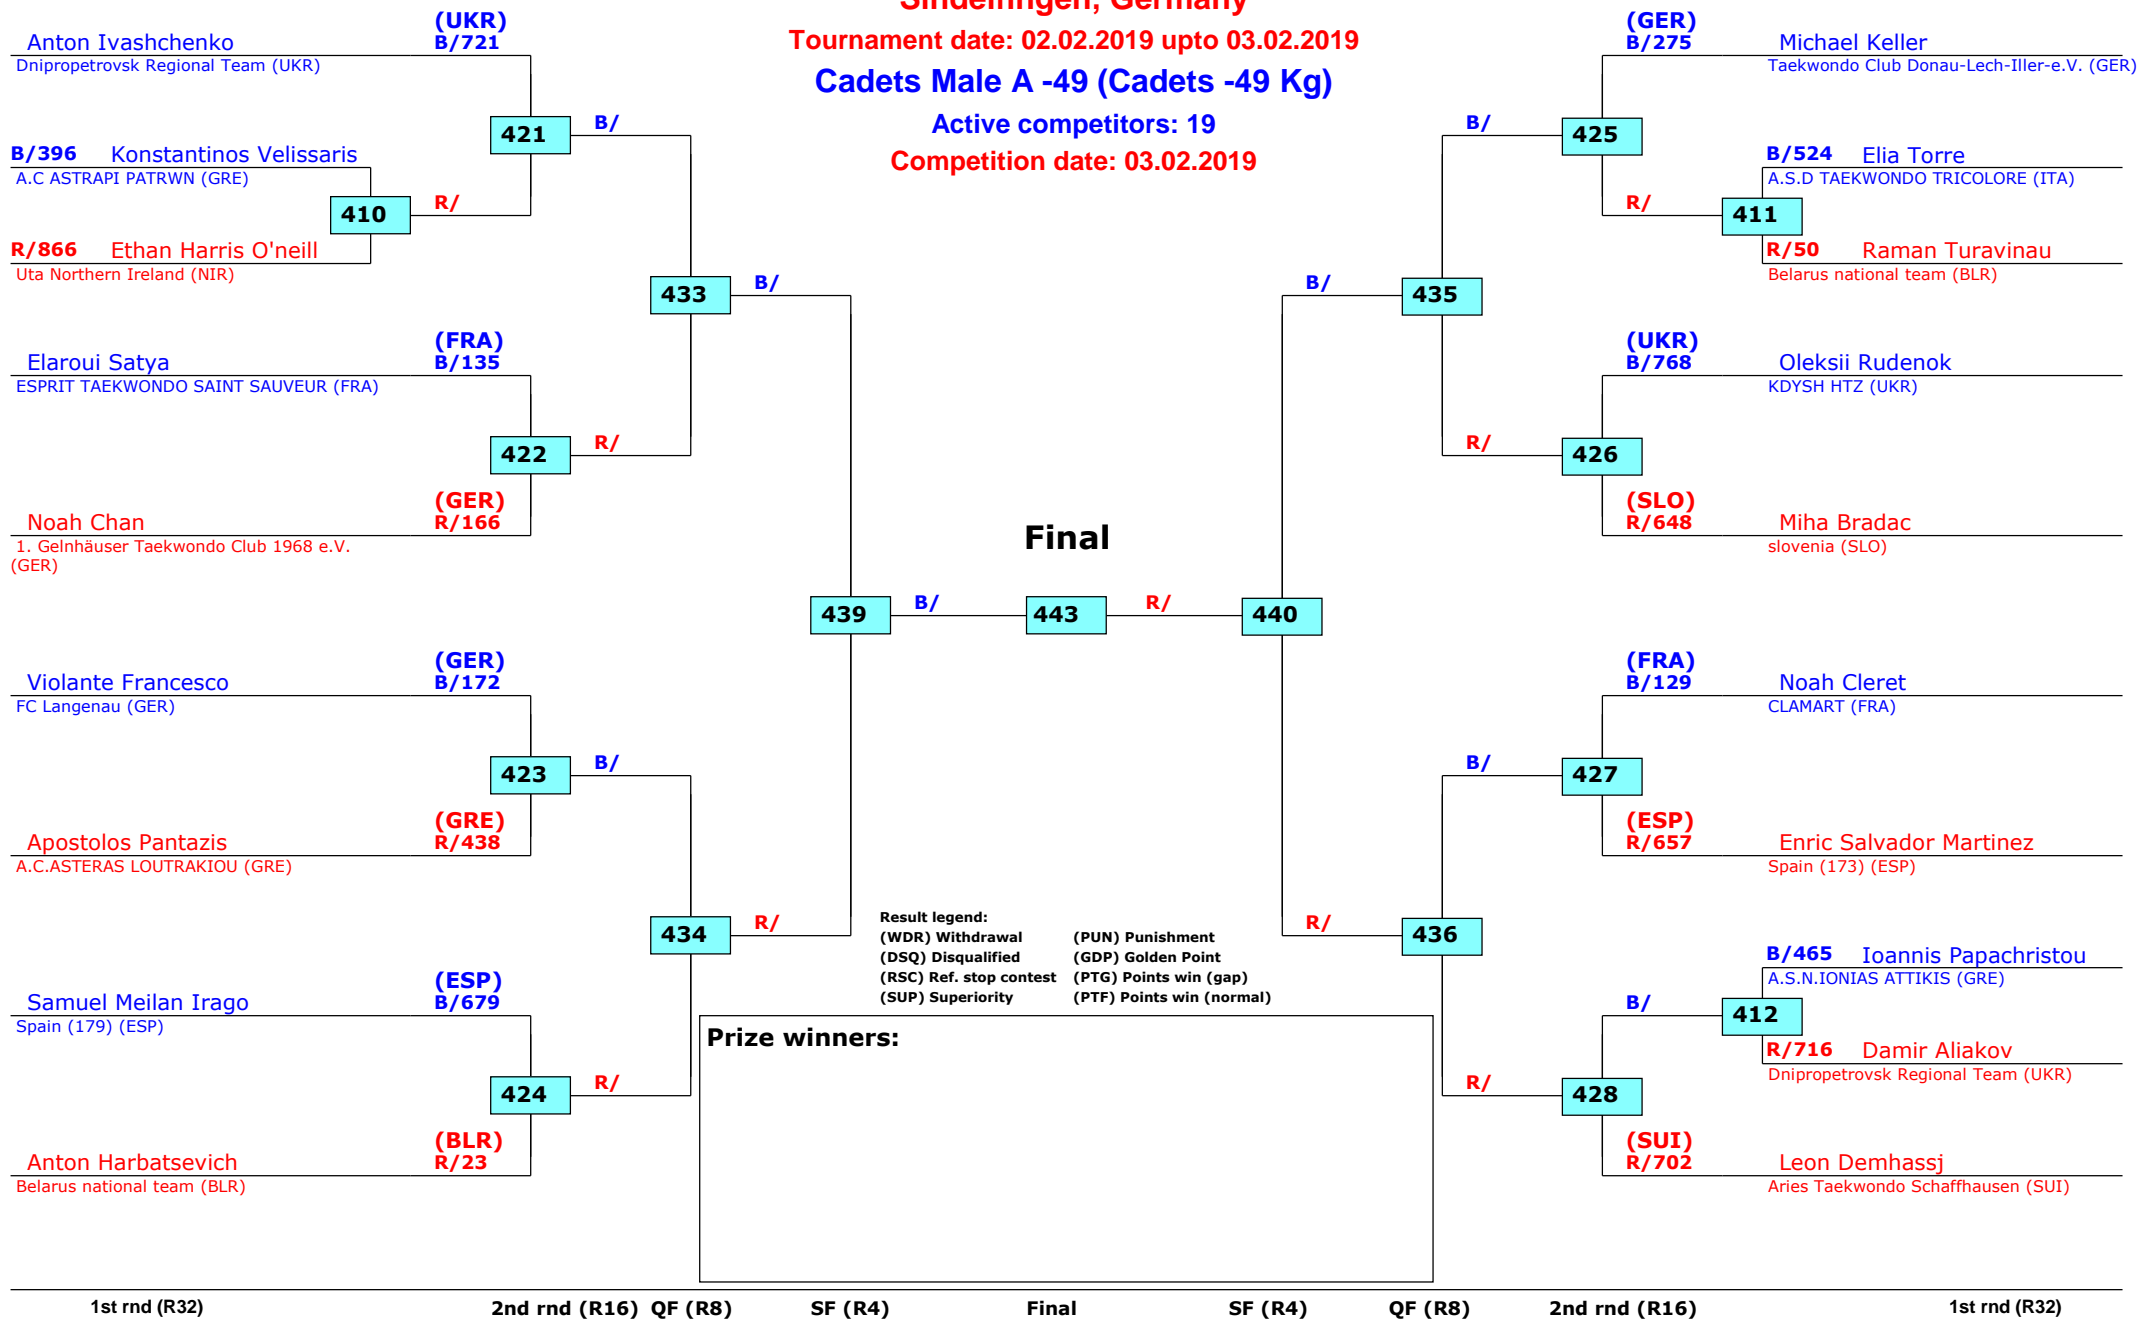 Sindelfingen, Germany
Tournament date: 02.02.2019 upto 03.02.2019
Cadets Male A -49 (Cadets -49 Kg)
Active competitors: 19
Competition date: 03.02.2019
(UKR)
Anton Ivashchenko B/721
Dnipropetrovsk Regional Team (UKR)
421 B/
B/396 Konstantinos Velissaris
A.C ASTRAPI PATRWN (GRE)
410 R/
R/866 Ethan Harris O'neill
Uta Northern Ireland (NIR)
433 B/
(FRA)
Elaroui Satya B/135
ESPRIT TAEKWONDO SAINT SAUVEUR (FRA)
422 R/
(GER)
Noah Chan R/166
1. Gelnhäuser Taekwondo Club 1968 e.V.
(GER)
439 B/
(GER)
Violante Francesco B/172
FC Langenau (GER)
423 B/
(GRE)
Apostolos Pantazis R/438
A.C.ASTERAS LOUTRAKIOU (GRE)
434 R/
(ESP)
Samuel Meilan Irago B/679
Spain (179) (ESP)
424 R/
(BLR)
Anton Harbatsevich R/23
Belarus national team (BLR)
Final
443
(GER)
B/275 Michael Keller
Taekwondo Club Donau-Lech-Iller-e.V. (GER)
B/ 425
B/524 Elia Torre
A.S.D TAEKWONDO TRICOLORE (ITA)
R/ 411
R/50 Raman Turavinau
Belarus national team (BLR)
B/ 435
(UKR)
B/768 Oleksii Rudenok
KDYSH HTZ (UKR)
R/ 426
(SLO)
R/648 Miha Bradac
slovenia (SLO)
R/ 440
(FRA)
B/129 Noah Cleret
CLAMART (FRA)
B/ 427
(ESP)
R/657 Enric Salvador Martinez
Spain (173) (ESP)
R/ 436
B/465 Ioannis Papachristou
A.S.N.IONIAS ATTIKIS (GRE)
B/ 412
R/716 Damir Aliakov
Dnipropetrovsk Regional Team (UKR)
R/ 428
(SUI)
R/702 Leon Demhassj
Aries Taekwondo Schaffhausen (SUI)
Result legend:
(WDR) Withdrawal (PUN) Punishment
(DSQ) Disqualified (GDP) Golden Point
(RSC) Ref. stop contest (PTG) Points win (gap)
(SUP) Superiority (PTF) Points win (normal)
Prize winners:
1st rnd (R32) 2nd rnd (R16) QF (R8) SF (R4) Final SF (R4) QF (R8) 2nd rnd (R16) 1st rnd (R32)